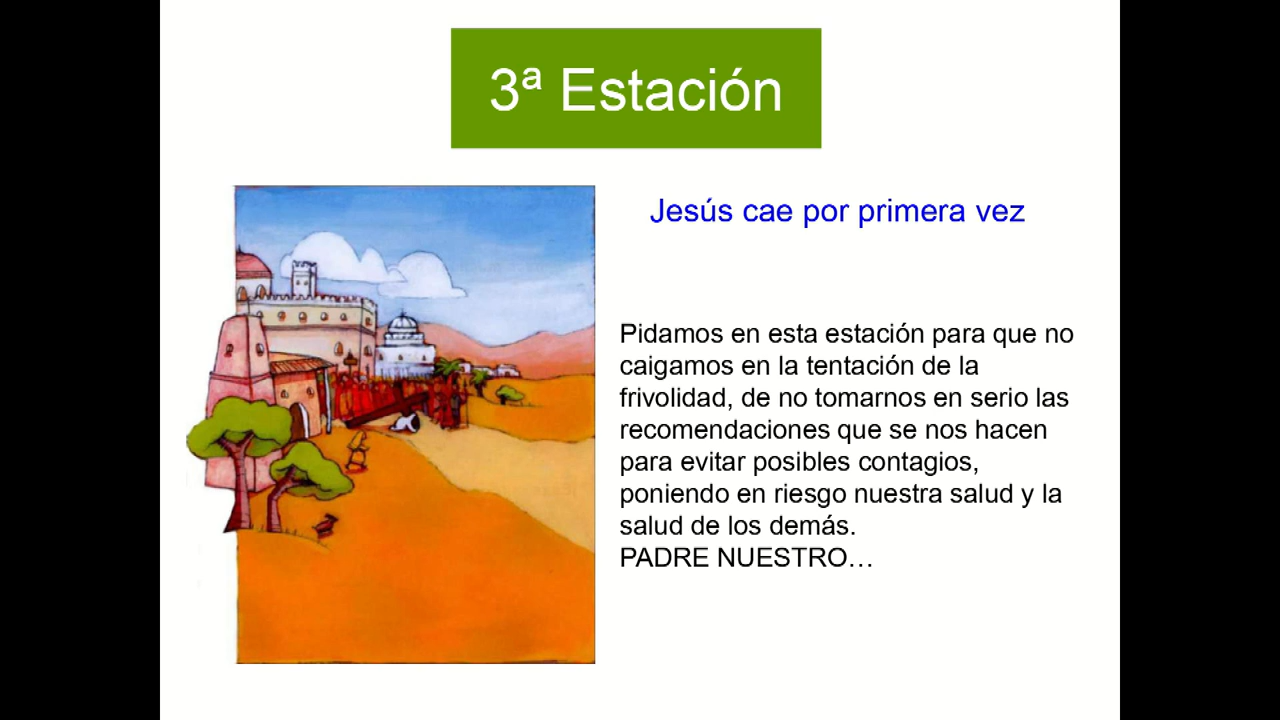 3ª Estación
Jesús cae por primera vez
Pidamos en esta estación para que no
caigamos en la tentación de la
frivolidad, de no tomarnos en serio las
recomendaciones que se nos hacen
para evitar posibles contagios,
poniendo en riesgo nuestra salud y la
salud de los demás.
PADRE NUESTRO…